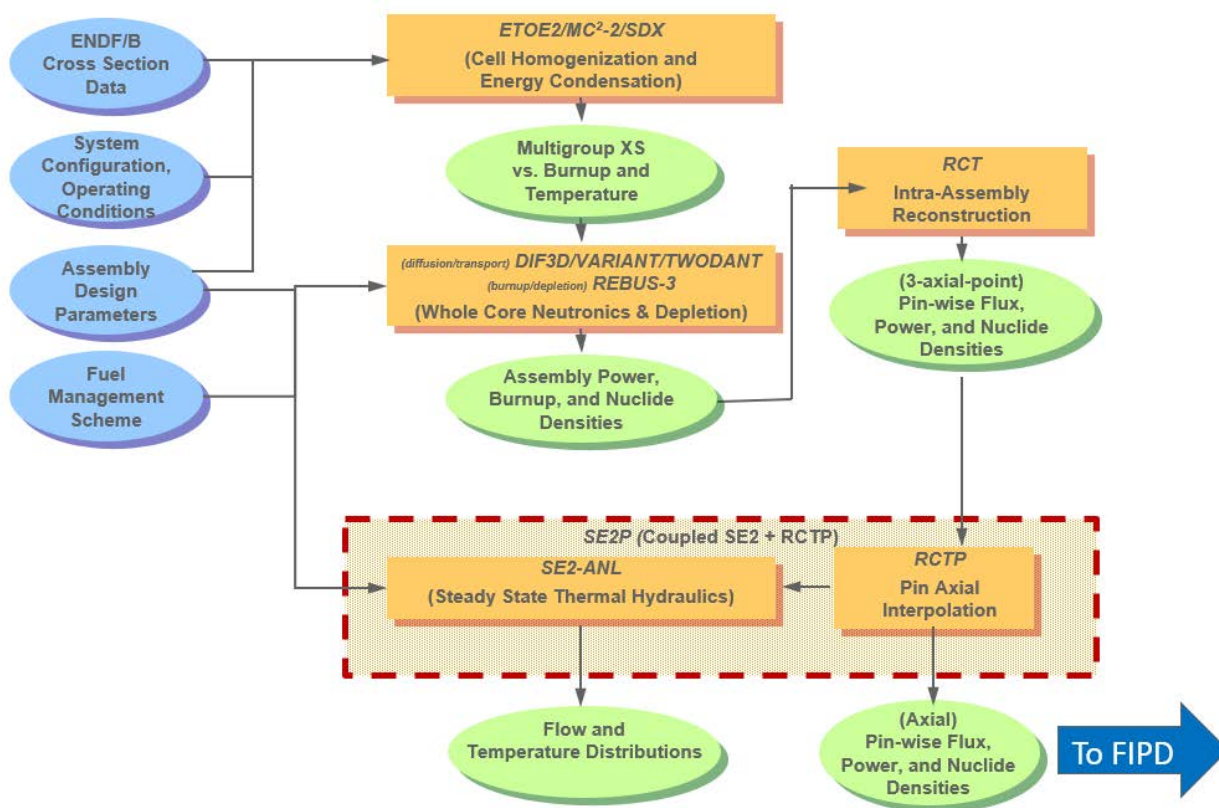 ENDF/B
Cross Section
Data
System
Configuration,
Operating
Conditions
Assembly
Design
Parameters
Fuel
Management
Scheme
ETOE2/MC²-2/SDX
(Cell Homogenization and
Energy Condensation)
Multigroup XS
vs. Burnup and
Temperature
(diffusion/transport) DIF3D/VARIANT/TWODANT
(burnup/depletion) REBUS-3
(Whole Core Neutronics & Depletion)
Assembly Power,
Burnup, and Nuclide
Densities
RCT
Intra-Assembly
Reconstruction
(3-axial-point)
Pin-wise Flux,
Power, and Nuclide
Densities
SE2P (Coupled SE2 + RCTP)
SE2-ANL
(Steady State Thermal Hydraulics)
RCTP
Pin Axial
Interpolation
Flow and
Temperature Distributions
(Axial)
Pin-wise Flux,
Power, and Nuclide
Densities
To FIPD